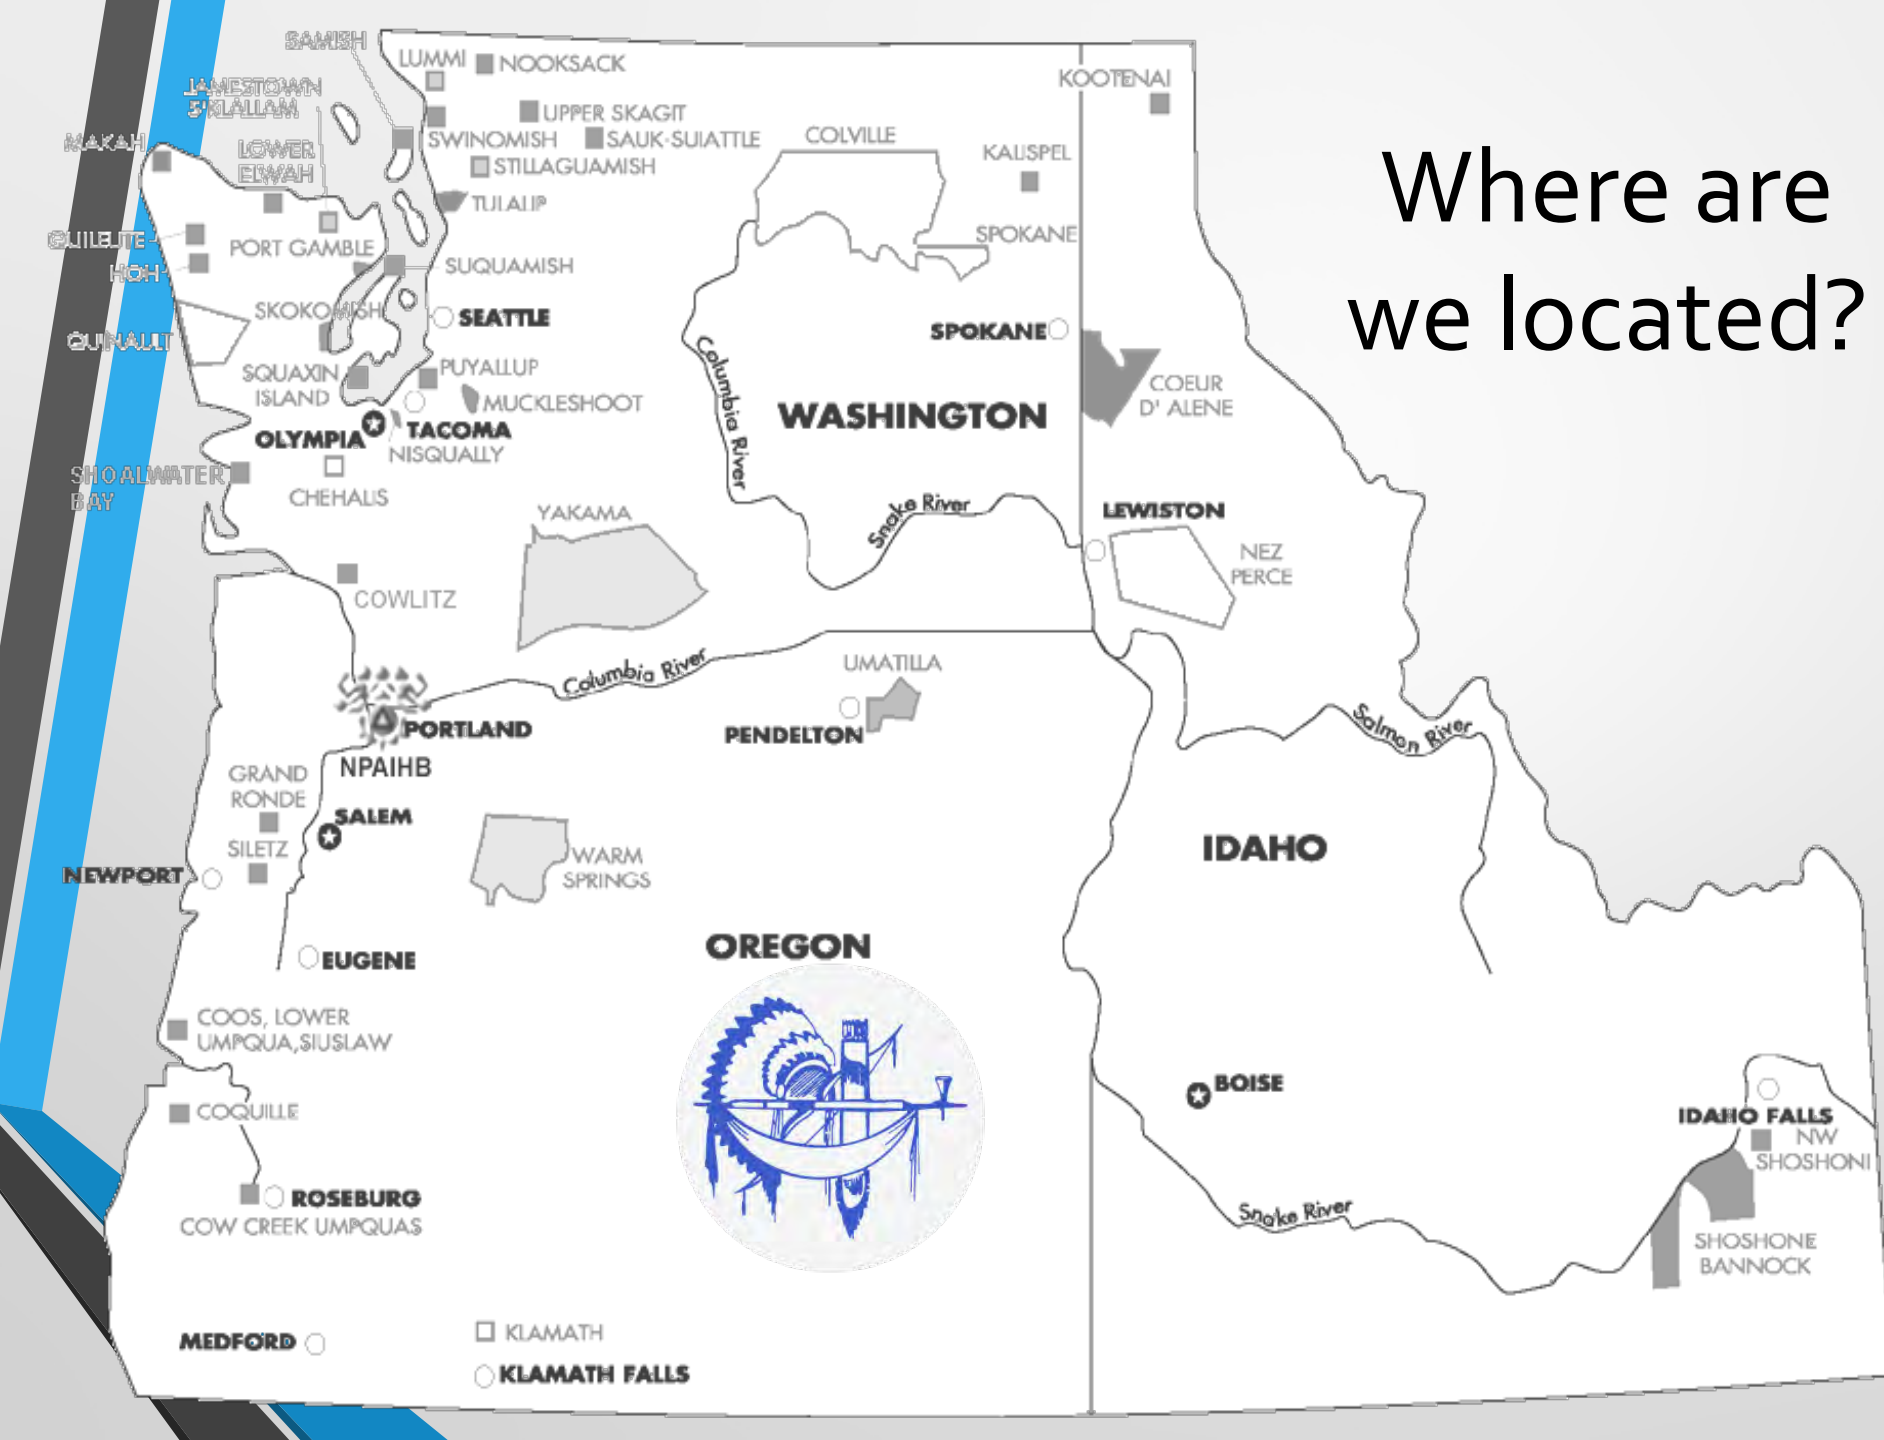 Where are
we located?
SAMISH
LUMMI
NOOKSACK
KOOTENAI
JAMESTOWN
S'KLALLAM
UPPER SKAGIT
MAKAH
SWINOMISH
SAUK-SUIATTLE
COLVILLE
LOWER
ELWAH
STILLAGUAMISH
KALISPEL
TULALIP
QUILEUTE
PORT GAMBLE
SPOKANE
HOH
SUQUAMISH
SKOKOMISH
SEATTLE
SPOKANE
QUINAULT
SQUAXIN
ISLAND
PUYALLUP
Columbia River
COEUR
D' ALENE
MUCKLESHOOT
WASHINGTON
OLYMPIA
TACOMA
NISQUALLY
SHOALWATER
BAY
CHEHALIS
YAKAMA
Snake River
LEWISTON
NEZ
PERCE
COWLITZ
Columbia River
UMATILLA
PORTLAND
PENDELTON
Salmon River
NPAIHB
GRAND
RONDE
SALEM
SILETZ
WARM
SPRINGS
IDAHO
NEWPORT
OREGON
EUGENE
COOS, LOWER
UMPQUA,SIUSLAW
BOISE
COQUILLE
IDAHO FALLS
NW
SHOSHONI
ROSEBURG
COW CREEK UMPQUAS
Snake River
SHOSHONE
BANNOCK
MEDFORD
KLAMATH
KLAMATH FALLS